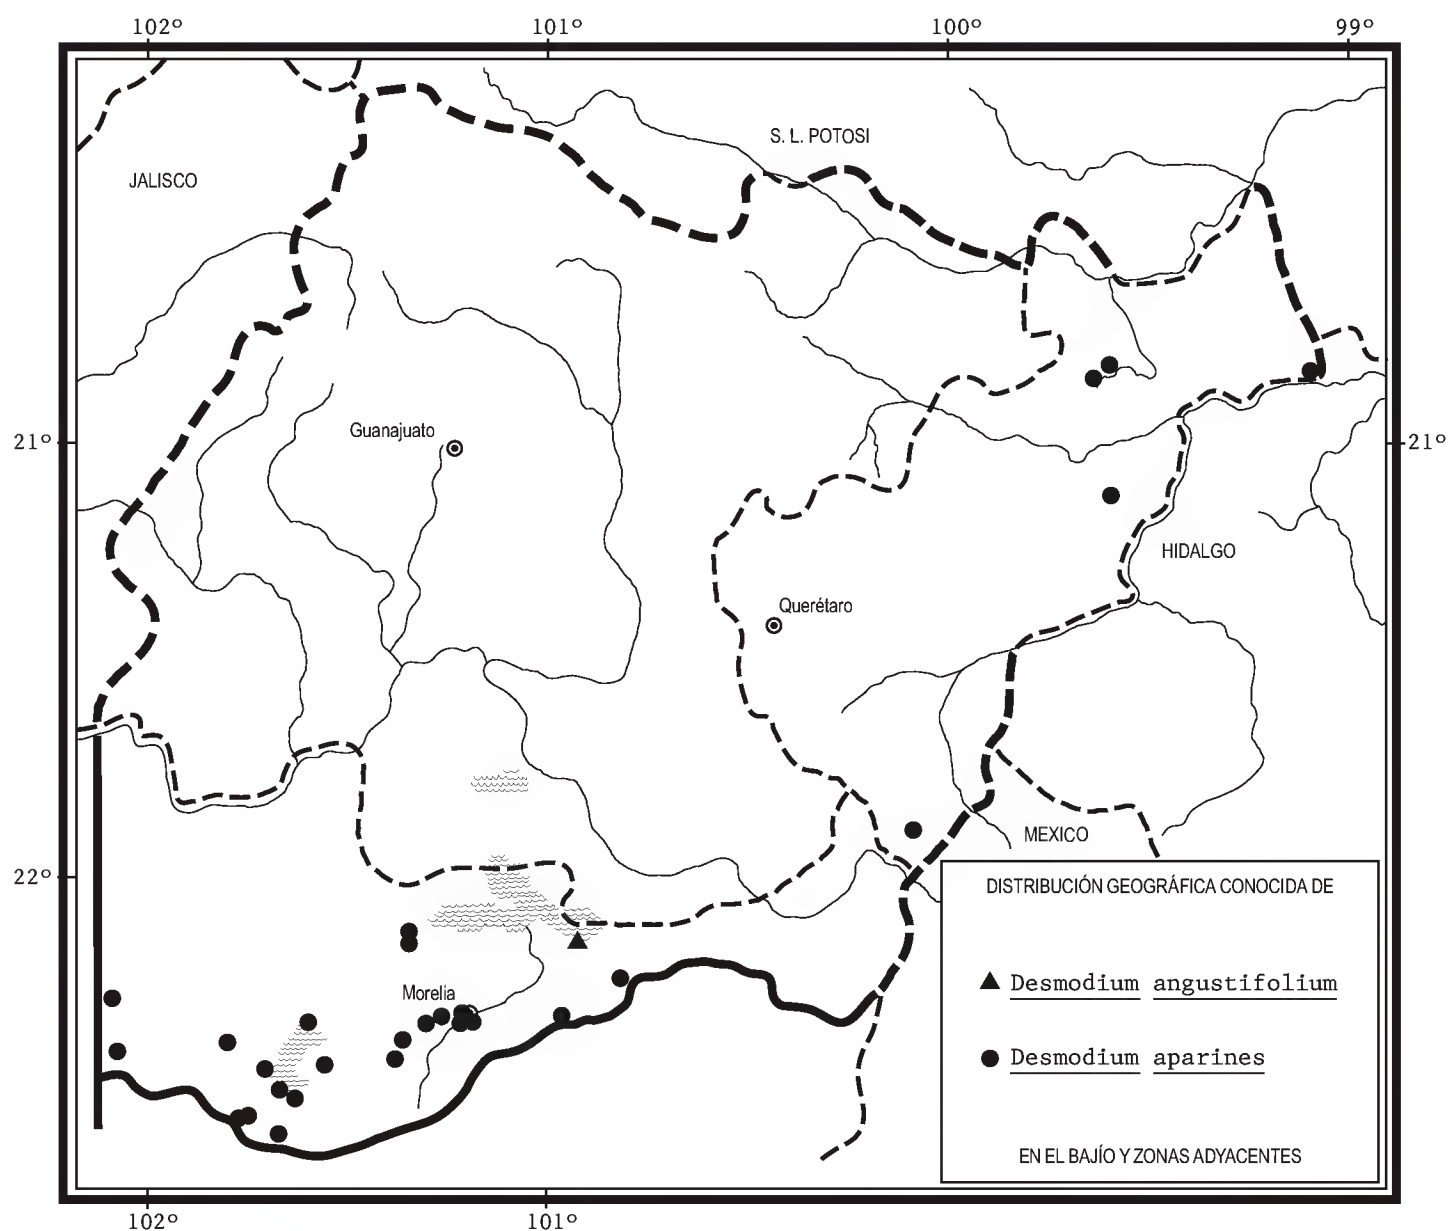 102º 101º 100º 99º
S. L. POTOSI
JALISCO
Guanajuato
21º 21º
HIDALGO
Querétaro
MEXICO
22º
DISTRIBUCIÓN GEOGRÁFICA CONOCIDA DE
Desmodium angustifolium
Morelia
Desmodium aparines
EN EL BAJÍO Y ZONAS ADYACENTES
102º 101º